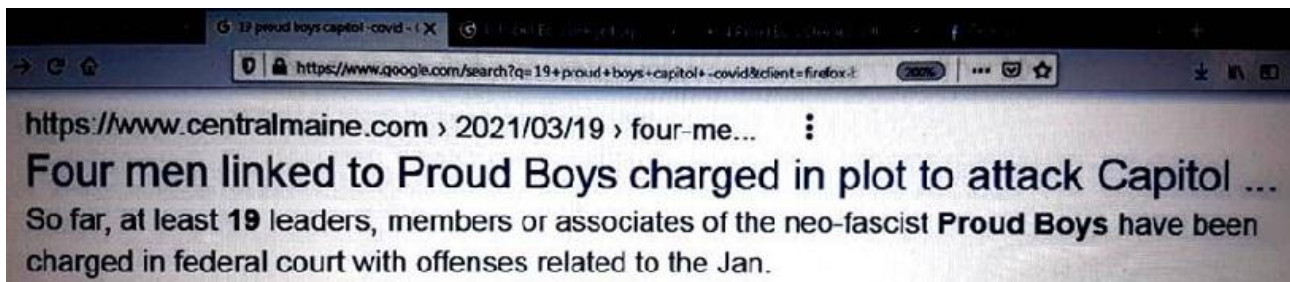 19 proud boys capitol -covid - (
https://www.google.com/search?q=19+proud+boys+capitol+-covid&client=firefox-b
200%
https://www.centralmaine.com › 2021/03/19 › four-me...
Four men linked to Proud Boys charged in plot to attack Capitol ...
So far, at least 19 leaders, members or associates of the neo-fascist Proud Boys have been
charged in federal court with offenses related to the Jan.